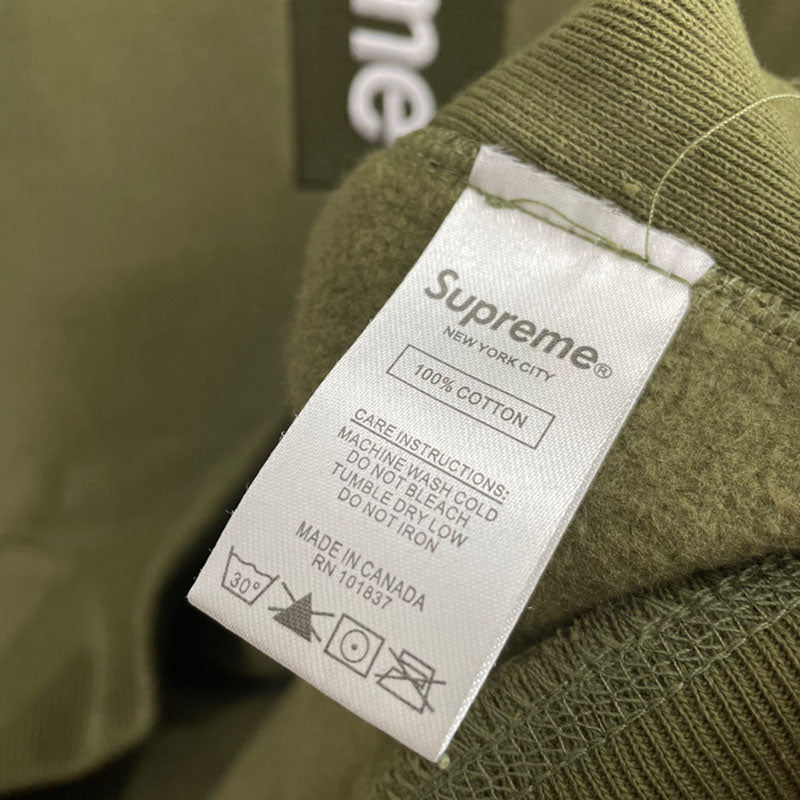 me
Supreme®
NEW YORK CITY
100% COTTON
CARE INSTRUCTIONS:
MACHINE WASH COLD
DO NOT BLEACH
TUMBLE DRY LOW
DO NOT IRON
MADE IN CANADA
RN 101837
30°